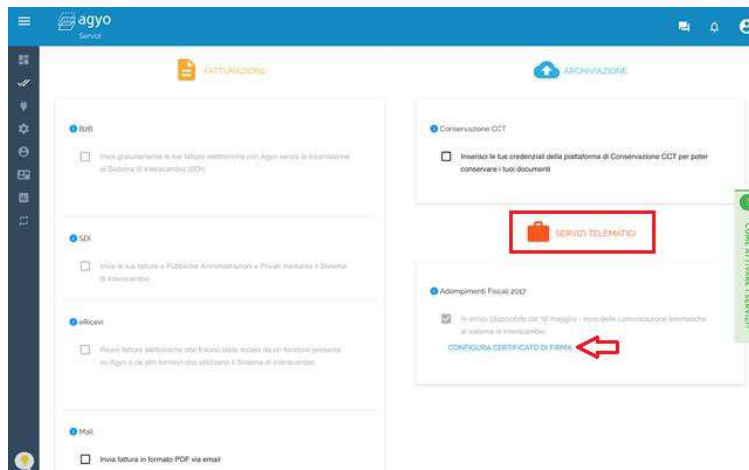 agyo
Servizi
FATTURAZIONE
B2B
Invia gratuitamente le tue fatture elettroniche con Agyo senza la trasmissione
al Sistema di Interscambio (SDI)
SDI
Invia le tue fatture a Pubbliche Amministrazioni e Privati mediante il Sistema
di Interscambio.
eRicevi
Ricevi fatture elettroniche che ti sono state inviate da un fornitore presente
su Agyo o da altri fornitori che utilizzano il Sistema di Interscambio.
Mail
Invia fattura in formato PDF via email
ARCHIVIAZIONE
Conservazione CCT
Inserisci le tue credenziali della piattaforma di Conservazione CCT per poter
conservare i tuoi documenti
SERVIZI TELEMATICI
Adempimenti Fiscali 2017
In arrivo (disponibile dal 10 maggio) - invio delle comunicazione telematiche
al sistema di interscambio
CONFIGURA CERTIFICATO DI FIRMA
COME ATTIVARE I SERVIZI?